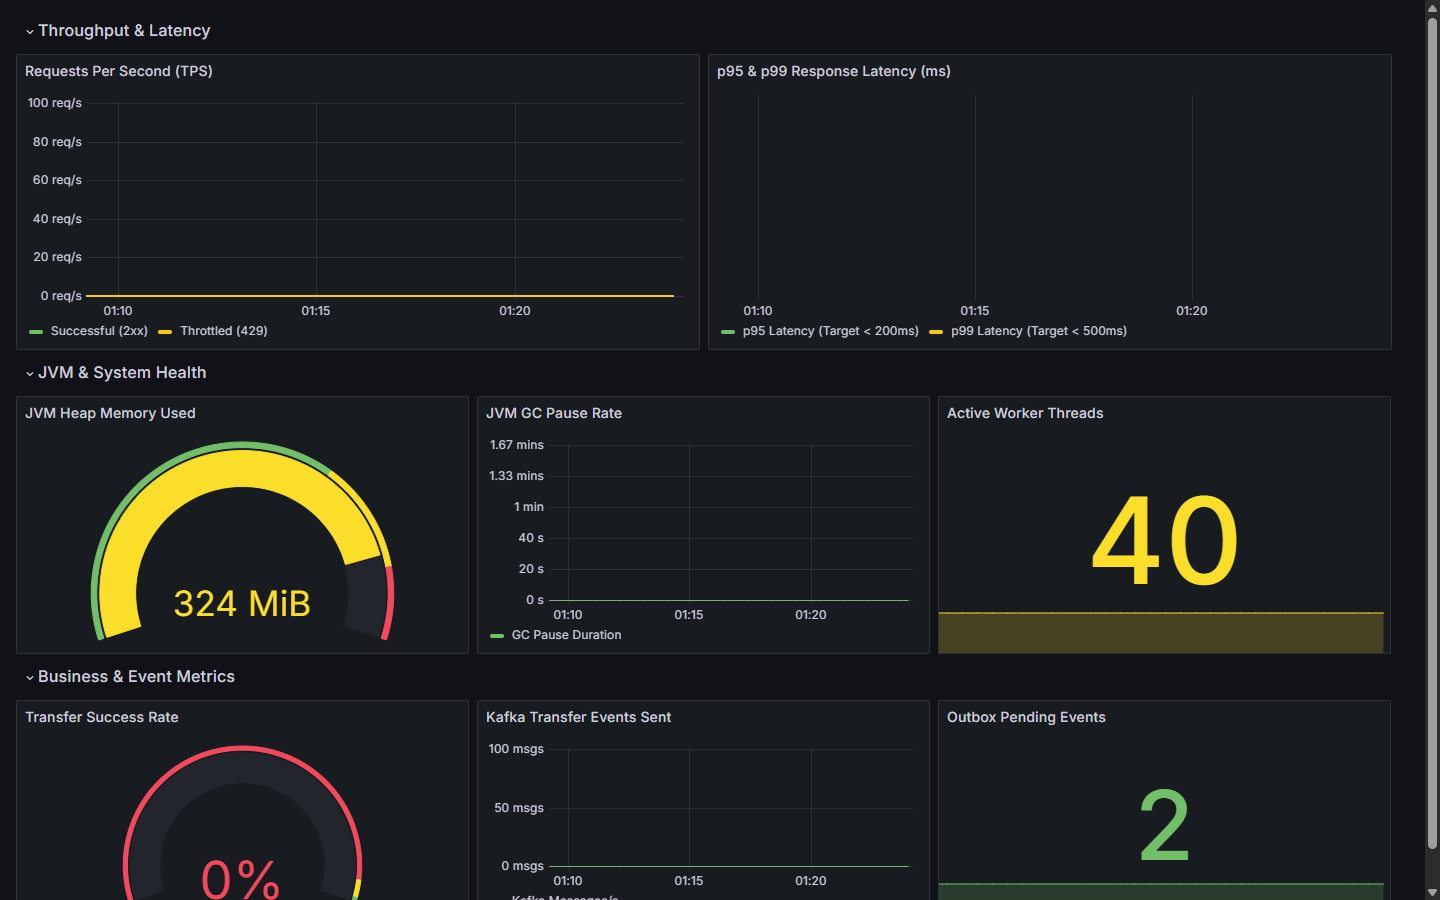 Throughput & Latency
Requests Per Second (TPS)
100 req/s
80 req/s
60 req/s
40 req/s
20 req/s
0 req/s
01:10 01:15 01:20
Successful (2xx) Throttled (429)
p95 & p99 Response Latency (ms)
01:10 01:15 01:20
p95 Latency (Target < 200ms) p99 Latency (Target < 500ms)
JVM & System Health
JVM Heap Memory Used
324 MiB
JVM GC Pause Rate
1.67 mins
1.33 mins
1 min
40 s
20 s
0 s
01:10 01:15 01:20
GC Pause Duration
Active Worker Threads
40
Business & Event Metrics
Transfer Success Rate
0%
Kafka Transfer Events Sent
100 msgs
50 msgs
0 msgs
01:10 01:15 01:20
Kafka Messages/s
Outbox Pending Events
2